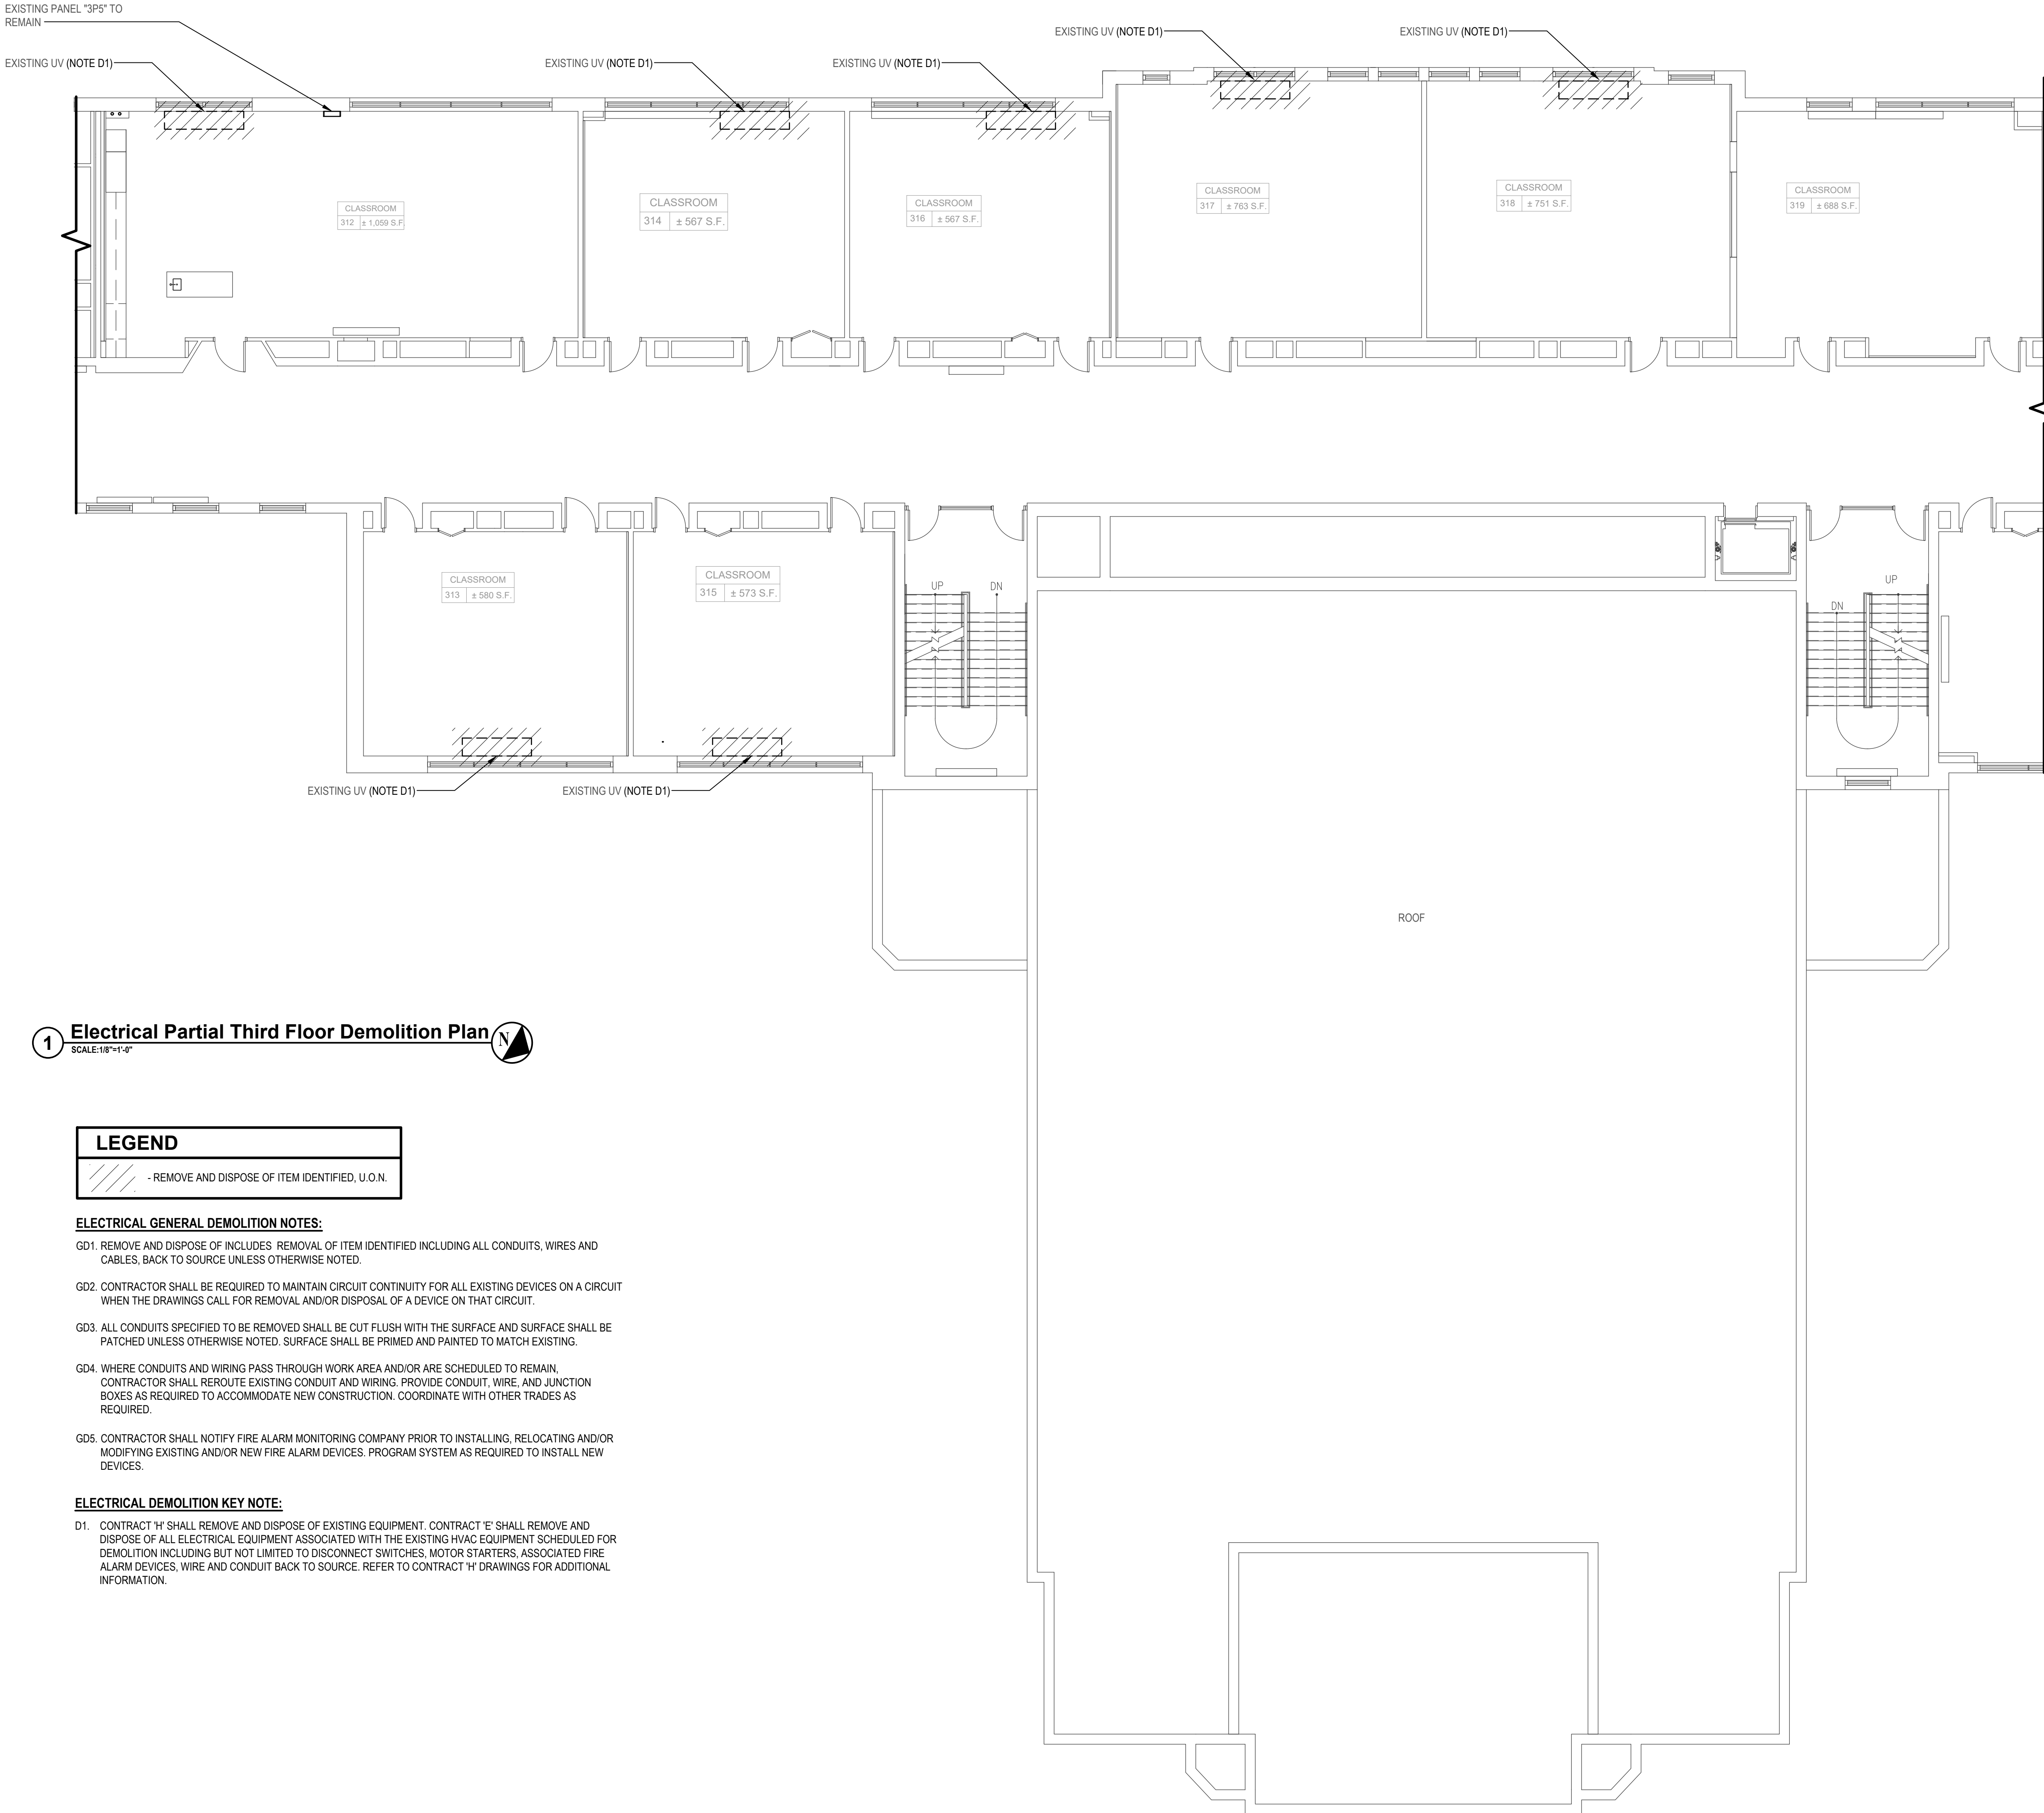 EXISTING PANEL "3P5" TO
REMAIN
EXISTING UV (NOTE D1)
EXISTING UV (NOTE D1)
EXISTING UV (NOTE D1)
EXISTING UV (NOTE D1)
EXISTING UV (NOTE D1)
CLASSROOM
312 ± 1,059 S.F.
CLASSROOM
314 ± 567 S.F.
CLASSROOM
316 ± 567 S.F.
CLASSROOM
317 ± 763 S.F.
CLASSROOM
318 ± 751 S.F.
CLASSROOM
319 ± 688 S.F.
CLASSROOM
313 ± 580 S.F.
CLASSROOM
315 ± 573 S.F.
UP
DN
DN
UP
EXISTING UV (NOTE D1)
EXISTING UV (NOTE D1)
ROOF
1 Electrical Partial Third Floor Demolition Plan N
SCALE:1/8"=1'-0"
LEGEND
- REMOVE AND DISPOSE OF ITEM IDENTIFIED, U.O.N.
ELECTRICAL GENERAL DEMOLITION NOTES:
GD1. REMOVE AND DISPOSE OF INCLUDES REMOVAL OF ITEM IDENTIFIED INCLUDING ALL CONDUITS, WIRES AND
CABLES, BACK TO SOURCE UNLESS OTHERWISE NOTED.
GD2. CONTRACTOR SHALL BE REQUIRED TO MAINTAIN CIRCUIT CONTINUITY FOR ALL EXISTING DEVICES ON A CIRCUIT
WHEN THE DRAWINGS CALL FOR REMOVAL AND/OR DISPOSAL OF A DEVICE ON THAT CIRCUIT.
GD3. ALL CONDUITS SPECIFIED TO BE REMOVED SHALL BE CUT FLUSH WITH THE SURFACE AND SURFACE SHALL BE
PATCHED UNLESS OTHERWISE NOTED. SURFACE SHALL BE PRIMED AND PAINTED TO MATCH EXISTING.
GD4. WHERE CONDUITS AND WIRING PASS THROUGH WORK AREA AND/OR ARE SCHEDULED TO REMAIN,
CONTRACTOR SHALL REROUTE EXISTING CONDUIT AND WIRING. PROVIDE CONDUIT, WIRE, AND JUNCTION
BOXES AS REQUIRED TO ACCOMMODATE NEW CONSTRUCTION. COORDINATE WITH OTHER TRADES AS
REQUIRED.
GD5. CONTRACTOR SHALL NOTIFY FIRE ALARM MONITORING COMPANY PRIOR TO INSTALLING, RELOCATING AND/OR
MODIFYING EXISTING AND/OR NEW FIRE ALARM DEVICES. PROGRAM SYSTEM AS REQUIRED TO INSTALL NEW
DEVICES.
ELECTRICAL DEMOLITION KEY NOTE:
D1. CONTRACT 'H' SHALL REMOVE AND DISPOSE OF EXISTING EQUIPMENT. CONTRACT 'E' SHALL REMOVE AND
DISPOSE OF ALL ELECTRICAL EQUIPMENT ASSOCIATED WITH THE EXISTING HVAC EQUIPMENT SCHEDULED FOR
DEMOLITION INCLUDING BUT NOT LIMITED TO DISCONNECT SWITCHES, MOTOR STARTERS, ASSOCIATED FIRE
ALARM DEVICES, WIRE AND CONDUIT BACK TO SOURCE. REFER TO CONTRACT 'H' DRAWINGS FOR ADDITIONAL
INFORMATION.